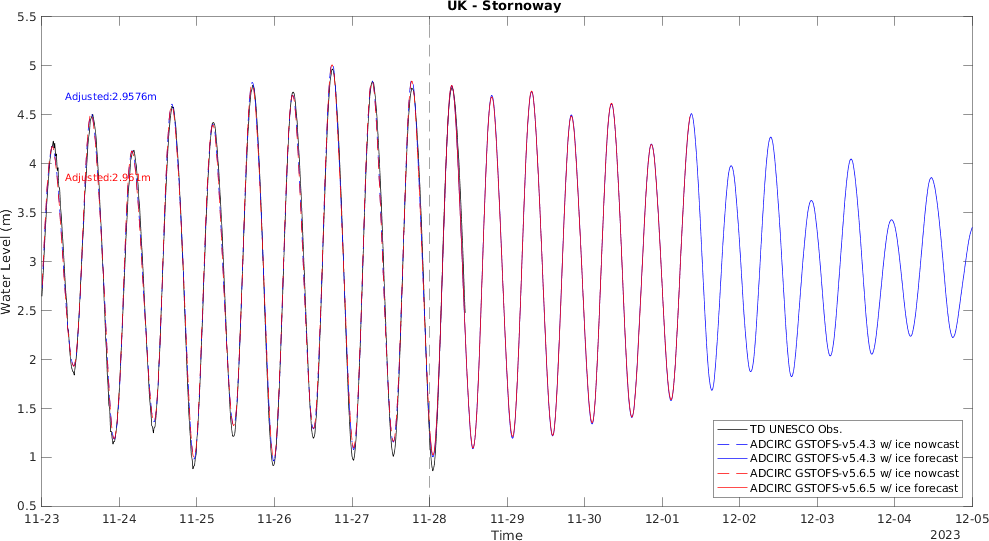 UK - Stornoway
5.5
5
4.5
4
3.5
3
2.5
2
1.5
1
0.5
Water Level (m)
Adjusted:2.9576m
Adjusted:2.951m
TD UNESCO Obs.
ADCIRC GSTOFS-v5.4.3 w/ ice nowcast
ADCIRC GSTOFS-v5.4.3 w/ ice forecast
ADCIRC GSTOFS-v5.6.5 w/ ice nowcast
ADCIRC GSTOFS-v5.6.5 w/ ice forecast
11-23 11-24 11-25 11-26 11-27 11-28 11-29 11-30 12-01 12-02 12-03 12-04 12-05
Time
2023